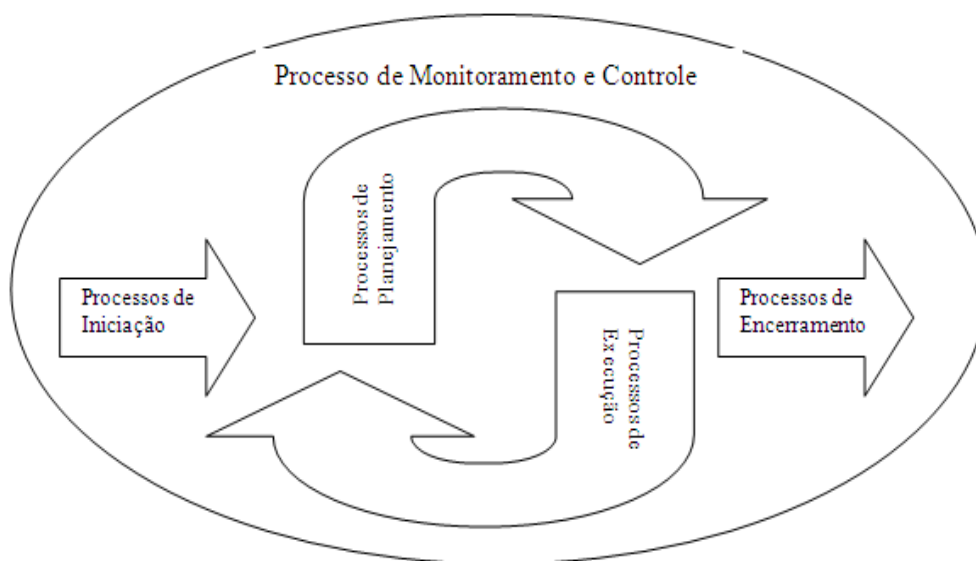 Processo de Monitoramento e Controle
Processos de
Planejamento
Processos de
Iniciação
Processos de
Execução
Processos de
Encerramento